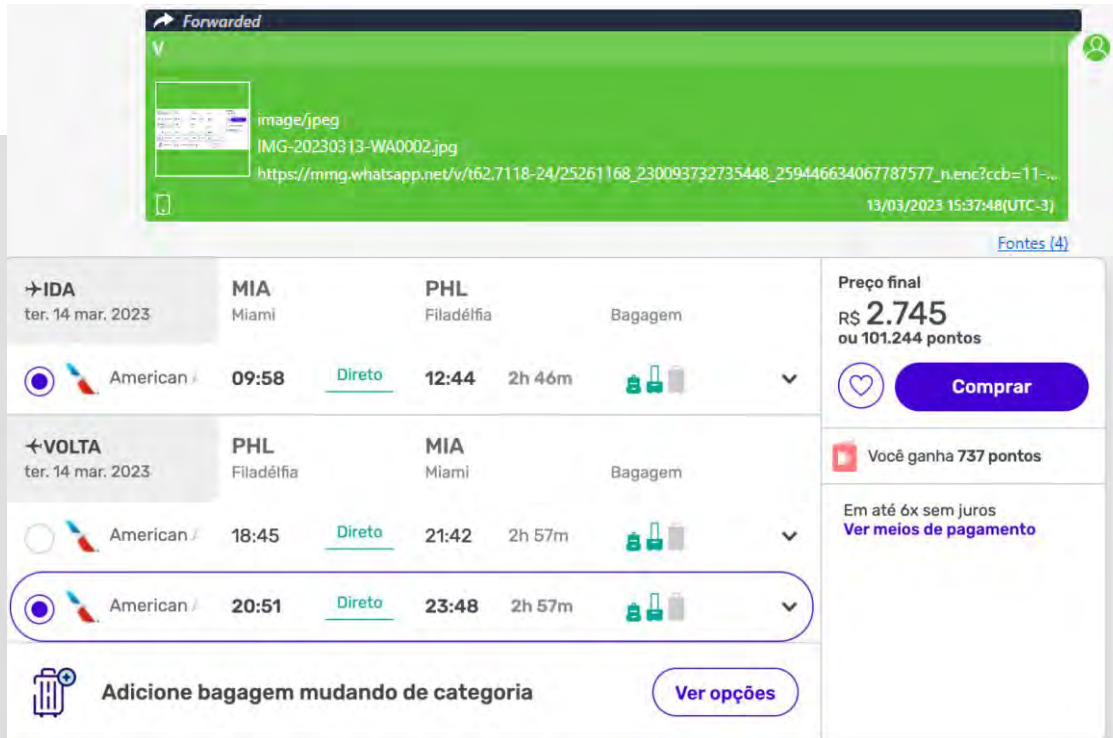 Forwarded
V
image/jpeg
IMG-20230313-WA0002.jpg
https://mmg.whatsapp.net/v/t62.7118-24/25261168_230093732735448_259446634067787577_n.enc?ccb=11-...
13/03/2023 15:37:48(UTC-3)
Fontes (4)
IDA MIA PHL
ter. 14 mar. 2023 Miami Filadélfia Bagagem
American 09:58 Direto 12:44 2h 46m
VOLTA PHL MIA
ter. 14 mar. 2023 Filadélfia Miami Bagagem
American 18:45 Direto 21:42 2h 57m
American 20:51 Direto 23:48 2h 57m
Adicione bagagem mudando de categoria Ver opções
Preço final
R$ 2.745
ou 101.244 pontos
Comprar
Você ganha 737 pontos
Em até 6x sem juros
Ver meios de pagamento